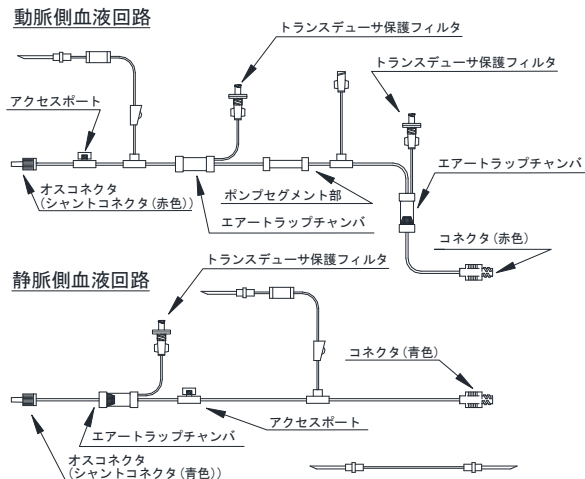 動脈側血液回路
トランスデューサ保護フィルタ
トランスデューサ保護フィルタ
アクセスポート
エアートラップチャンバ
オスコネクタ
(シャントコネクタ(赤色))
ポンプセグメント部
エアートラップチャンバ
コネクタ(赤色)
静脈側血液回路
トランスデューサ保護フィルタ
コネクタ(青色)
アクセスポート
エアートラップチャンバ
オスコネクタ
(シャントコネクタ(青色))